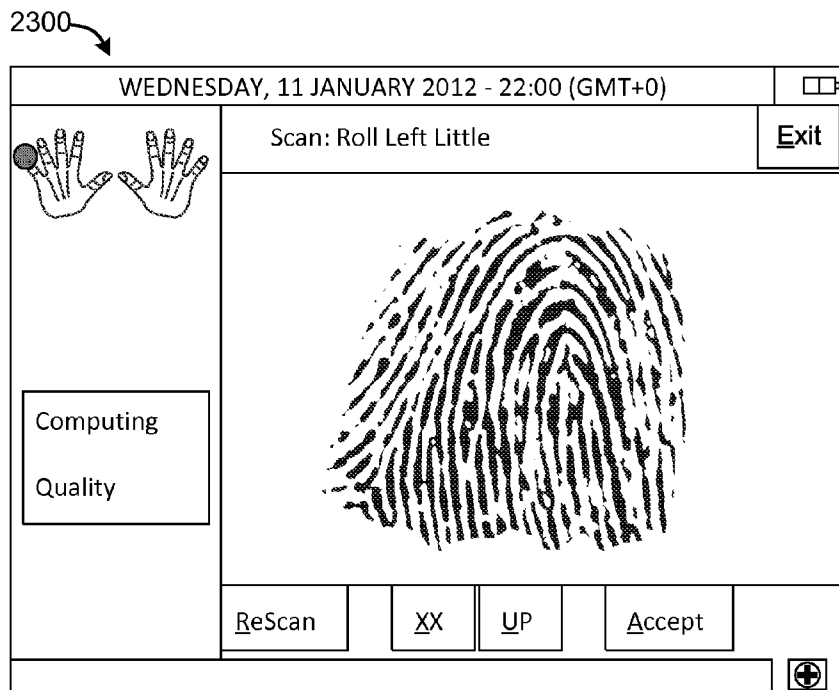 2300
WEDNESDAY, 11 JANUARY 2012 - 22:00 (GMT+0)
Scan: Roll Left Little
Exit
Computing
Quality
ReScan
XX
UP
Accept